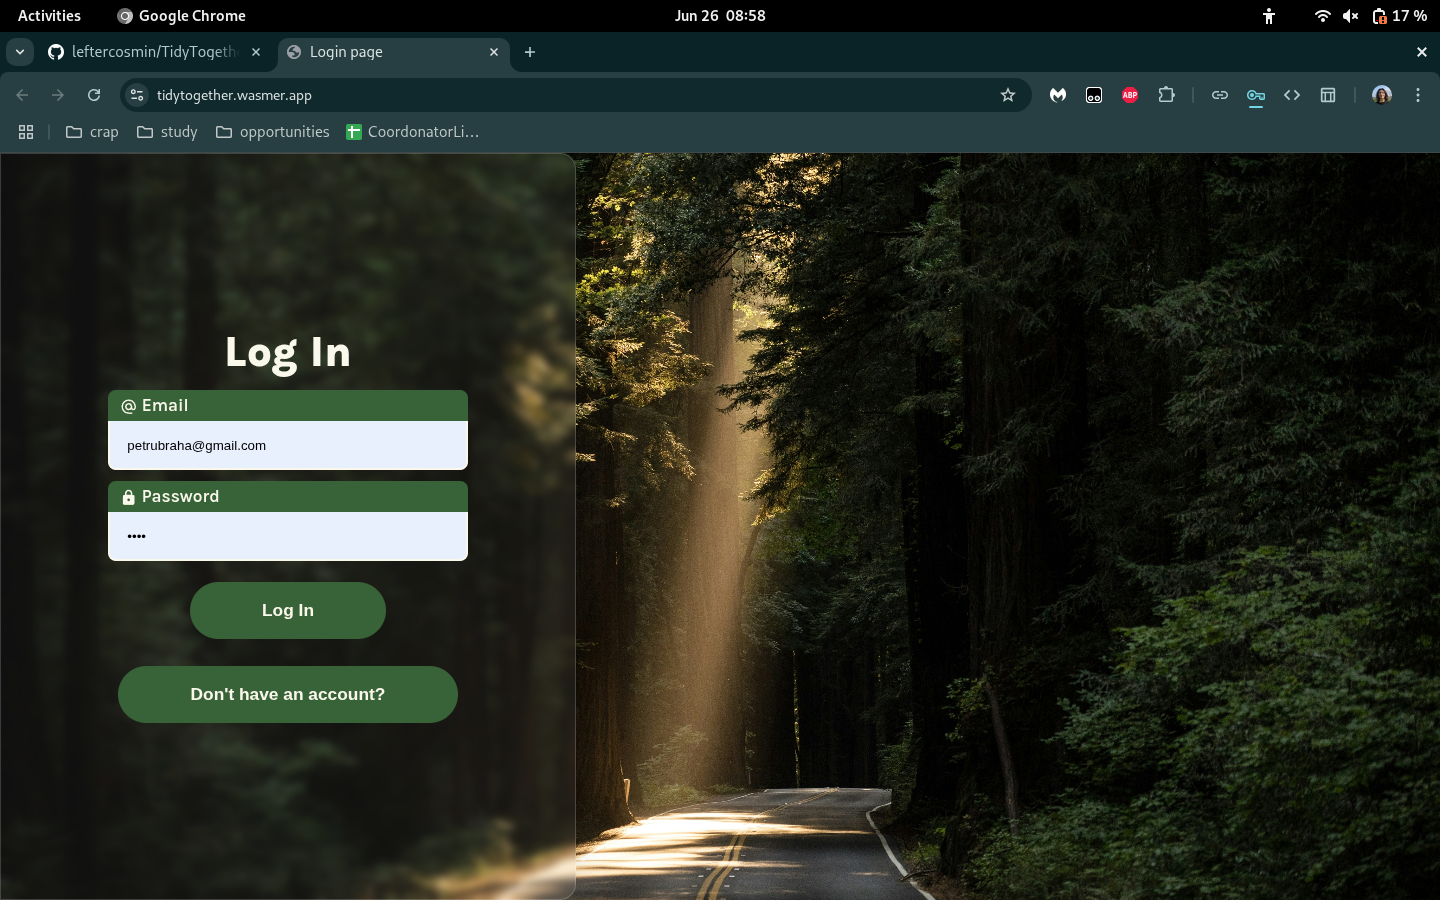 Activities Google Chrome Jun 26 08:58 17 %
leftercosmin/TidyTogeth Login page
tidytogether.wasmer.app ABP
crap study opportunities CoordonatorLi…
Log In
@ Email
petrubraha@gmail.com
Password
••••
Log In
Don't have an account?